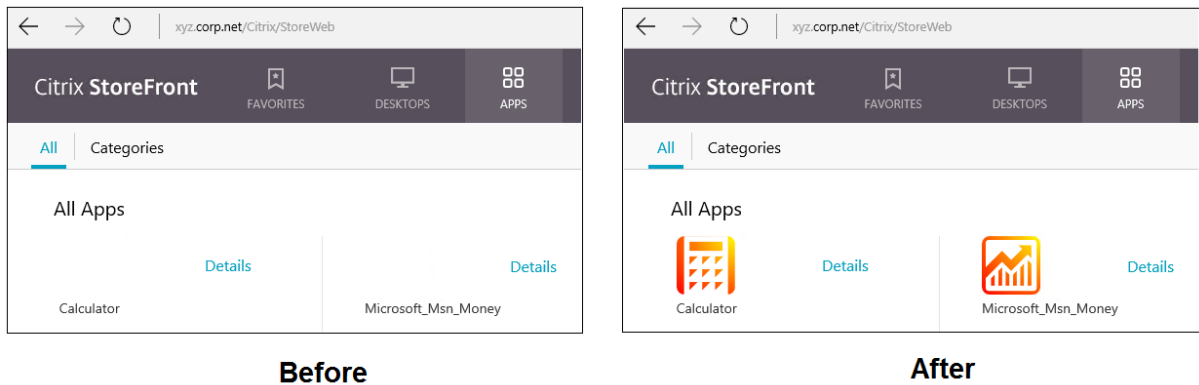 xyz.corp.net/Citrix/StoreWeb
Citrix StoreFront
FAVORITES
DESKTOPS
APPS
All
Categories
All Apps
Details
Details
Calculator
Microsoft_Msn_Money
Before
xyz.corp.net/Citrix/StoreWeb
Citrix StoreFront
FAVORITES
DESKTOPS
APPS
All
Categories
All Apps
Details
Details
Calculator
Microsoft_Msn_Money
After